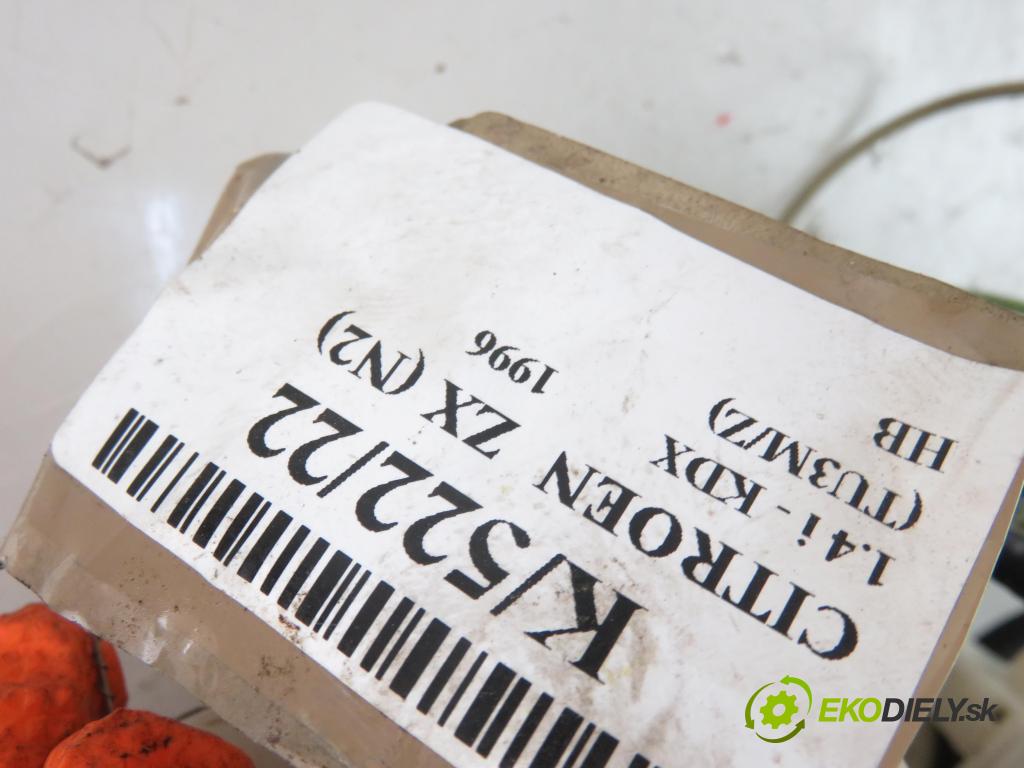 K/522/22
CITROEN ZX (N2)
1.4 i - KDX 1996
(TU3M/Z)
HB
EKODIELY.sk